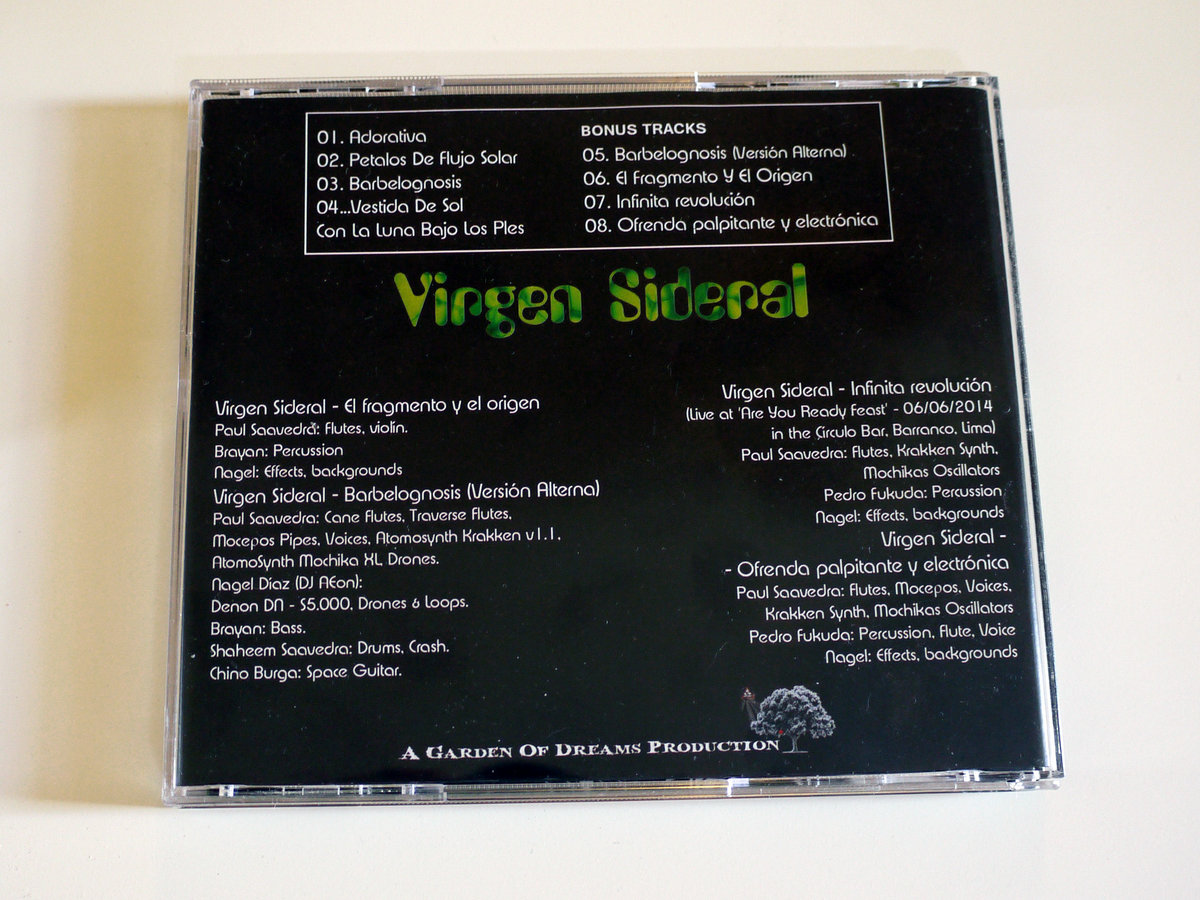 01. Adorativa
02. Petalos De Flujo Solar
03. Barbelognosis
04...Vestida De Sol
Con La Luna Bajo Los Ples
BONUS TRACKS
05. Barbelognosis (Versión Alterna)
06. El Fragmento Y El Origen
07. Infinita revolución
08. Ofrenda palpitante y electrónica
Virgen Sideral
Virgen Sideral - El fragmento y el origen
Paul Saavedra: Flutes, violín.
Brayan: Percussion
Nagel: Effects, backgrounds
Virgen Sideral - Barbelognosis (Versión Alterna)
Paul Saavedra: Cane Flutes, Traverse Flutes,
Mocepos Pipes, Voices, Atomosynth Krakken v1.1,
AtomoSynth Mochika XL, Drones.
Nagel Díaz (DJ AEon):
Denon DN - S5.000, Drones & Loops.
Brayan: Bass.
Shaheem Saavedra: Drums, Crash.
Chino Burga: Space Guitar.
Virgen Sideral - Infinita revolución
(Live at 'Are You Ready Feast' - 06/06/2014
in the Círculo Bar, Barranco, Lima)
Paul Saavedra: Flutes, Krakken Synth,
Mochikas Oscillators
Pedro Fukuda: Percussion
Nagel: Effects, backgrounds
Virgen Sideral -
- Ofrenda palpitante y electrónica
Paul Saavedra: Flutes, Mocepos, Voices,
Krakken Synth, Mochikas Oscillators
Pedro Fukuda: Percussion, Flute, Voice
Nagel: Effects, backgrounds
A GARDEN OF DREAMS PRODUCTION